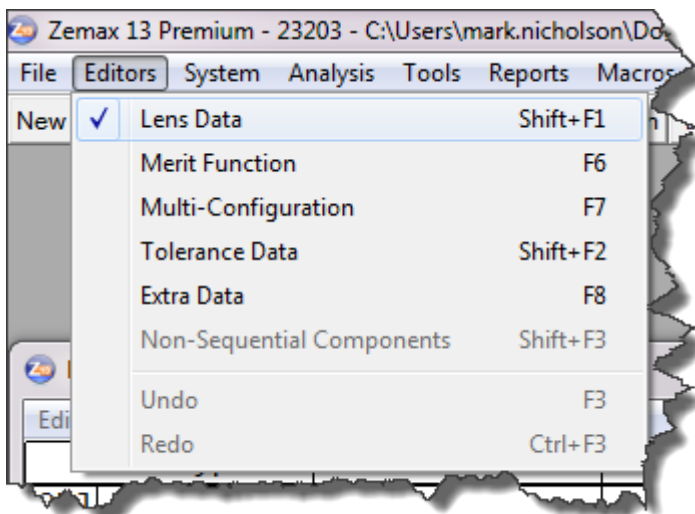 Zemax 13 Premium - 23203 - C:\Users\mark.nicholson\Do
File Editors System Analysis Tools Reports Macros
New
Lens Data Shift+F1
Merit Function F6
Multi-Configuration F7
Tolerance Data Shift+F2
Extra Data F8
Non-Sequential Components Shift+F3
Undo F3
Edi
Redo Ctrl+F3